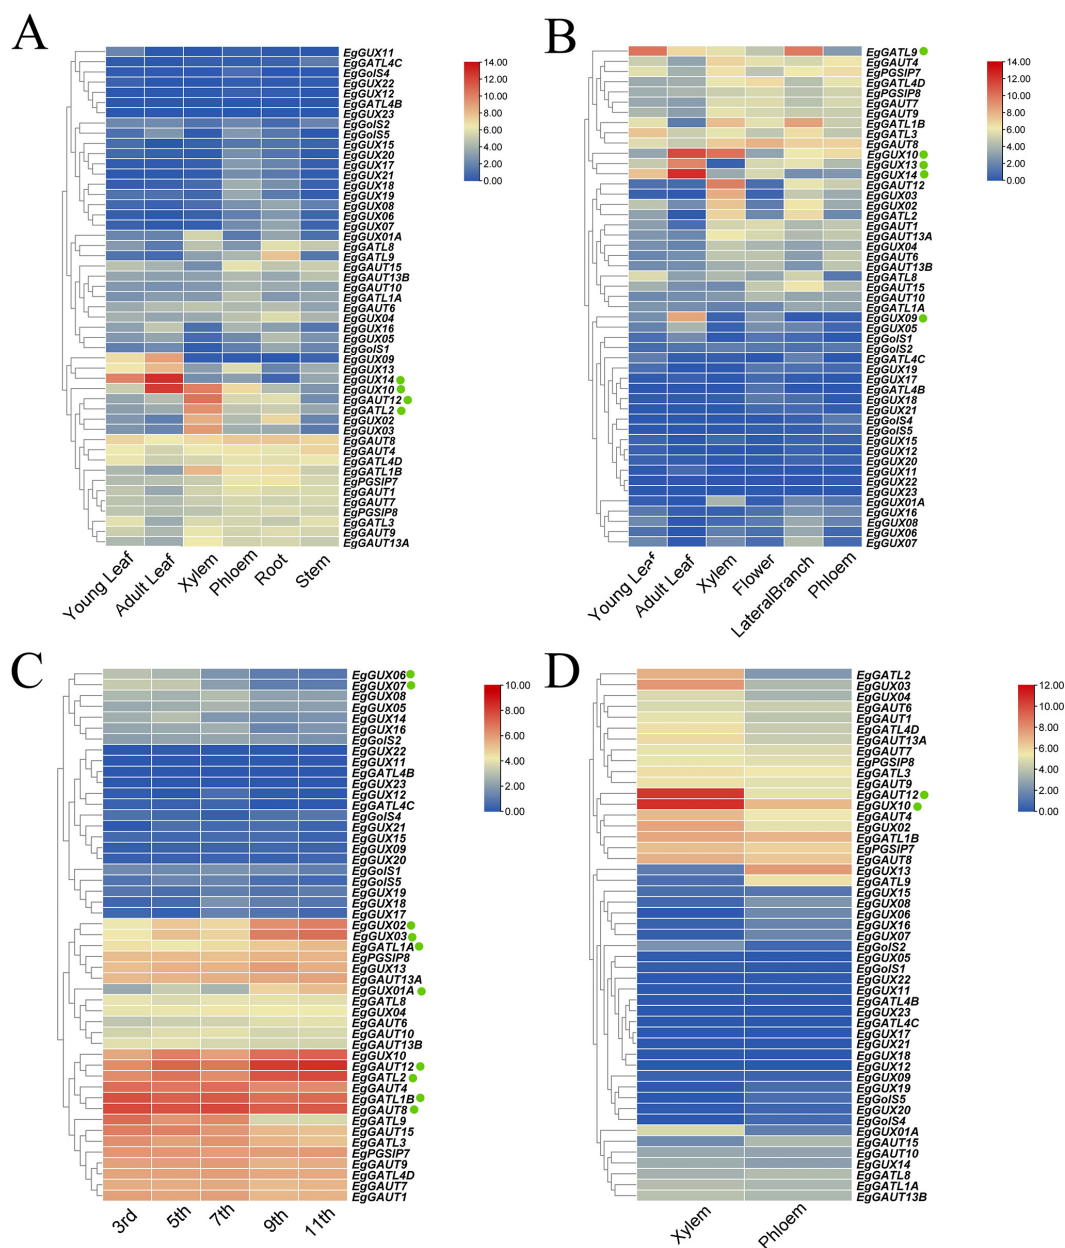 A
EgGUX11
EgGATL4C
EgGolS4
EgGUX22
EgGUX12
EgGATL4B
EgGUX23
EgGolS2
EgGolS5
EgGUX15
EgGUX20
EgGUX17
EgGUX21
EgGUX18
EgGUX19
EgGUX08
EgGUX06
EgGUX07
EgGUX01A
EgGATL8
EgGATL9
EgGAUT15
EgGAUT13B
EgGAUT10
EgGATL1A
EgGAUT6
EgGUX04
EgGUX16
EgGUX05
EgGolS1
EgGUX09
EgGUX13
EgGUX14
EgGUX10
EgGAUT12
EgGATL2
EgGUX02
EgGUX03
EgGAUT8
EgGAUT4
EgGATL4D
EgGATL1B
EgPGSIP7
EgGAUT1
EgGAUT7
EgPGSIP8
EgGATL3
EgGAUT9
EgGAUT13A
14.00
12.00
10.00
8.00
6.00
4.00
2.00
0.00
Young Leaf
Adult Leaf
Xylem
Phloem
Root
Stem
B
EgGATL9
EgGAUT4
EgPGSIP7
EgGATL4D
EgPGSIP8
EgGAUT7
EgGAUT9
EgGATL1B
EgGATL3
EgGAUT8
EgGUX10
EgGUX13
EgGUX14
EgGAUT12
EgGUX03
EgGUX02
EgGATL2
EgGAUT1
EgGAUT13A
EgGUX04
EgGAUT6
EgGAUT13B
EgGATL8
EgGAUT15
EgGAUT10
EgGATL1A
EgGUX09
EgGUX05
EgGolS1
EgGolS2
EgGATL4C
EgGUX19
EgGUX17
EgGATL4B
EgGUX18
EgGUX21
EgGolS4
EgGolS5
EgGUX15
EgGUX12
EgGUX20
EgGUX11
EgGUX22
EgGUX23
EgGUX01A
EgGUX16
EgGUX08
EgGUX06
EgGUX07
14.00
12.00
10.00
8.00
6.00
4.00
2.00
0.00
Young Leaf
Adult Leaf
Xylem
Flower
LateralBranch
Phloem
C
EgGUX06
EgGUX07
EgGUX08
EgGUX05
EgGUX14
EgGUX16
EgGolS2
EgGUX22
EgGUX11
EgGATL4B
EgGUX23
EgGUX12
EgGATL4C
EgGolS4
EgGUX21
EgGUX15
EgGUX09
EgGUX20
EgGolS1
EgGolS5
EgGUX19
EgGUX18
EgGUX17
EgGUX02
EgGUX03
EgGATL1A
EgPGSIP8
EgGUX13
EgGAUT13A
EgGUX01A
EgGATL8
EgGUX04
EgGAUT6
EgGAUT10
EgGAUT13B
EgGUX10
EgGAUT12
EgGATL2
EgGAUT4
EgGATL1B
EgGAUT8
EgGATL9
EgGAUT15
EgGATL3
EgPGSIP7
EgGAUT9
EgGATL4D
EgGAUT7
EgGAUT1
10.00
8.00
6.00
4.00
2.00
0.00
3rd
5th
7th
9th
11th
D
EgGATL2
EgGUX03
EgGUX04
EgGAUT6
EgGAUT1
EgGATL4D
EgGAUT13A
EgGAUT7
EgPGSIP8
EgGATL3
EgGAUT9
EgGAUT12
EgGUX10
EgGAUT4
EgGUX02
EgGATL1B
EgPGSIP7
EgGAUT8
EgGUX13
EgGATL9
EgGUX15
EgGUX08
EgGUX06
EgGUX16
EgGUX07
EgGolS2
EgGUX05
EgGolS1
EgGUX22
EgGUX11
EgGATL4B
EgGUX23
EgGATL4C
EgGUX17
EgGUX21
EgGUX18
EgGUX12
EgGUX09
EgGUX19
EgGolS5
EgGUX20
EgGolS4
EgGUX01A
EgGAUT15
EgGAUT10
EgGUX14
EgGATL8
EgGATL1A
EgGAUT13B
12.00
10.00
8.00
6.00
4.00
2.00
0.00
Xylem
Phloem